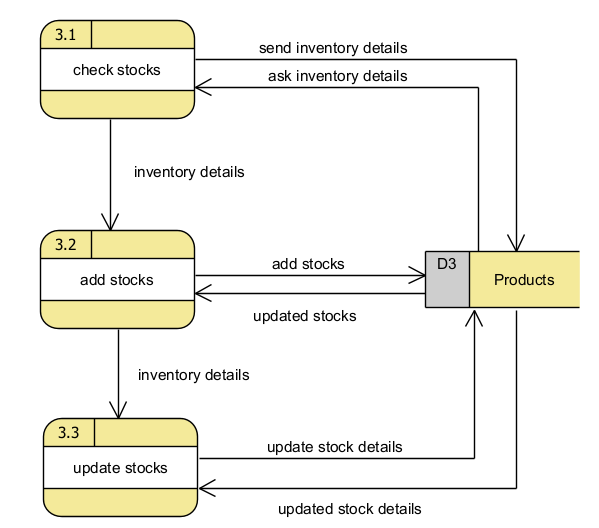 3.1
check stocks
send inventory details
ask inventory details
inventory details
3.2
add stocks
add stocks
updated stocks
D3
Products
inventory details
3.3
update stocks
update stock details
updated stock details